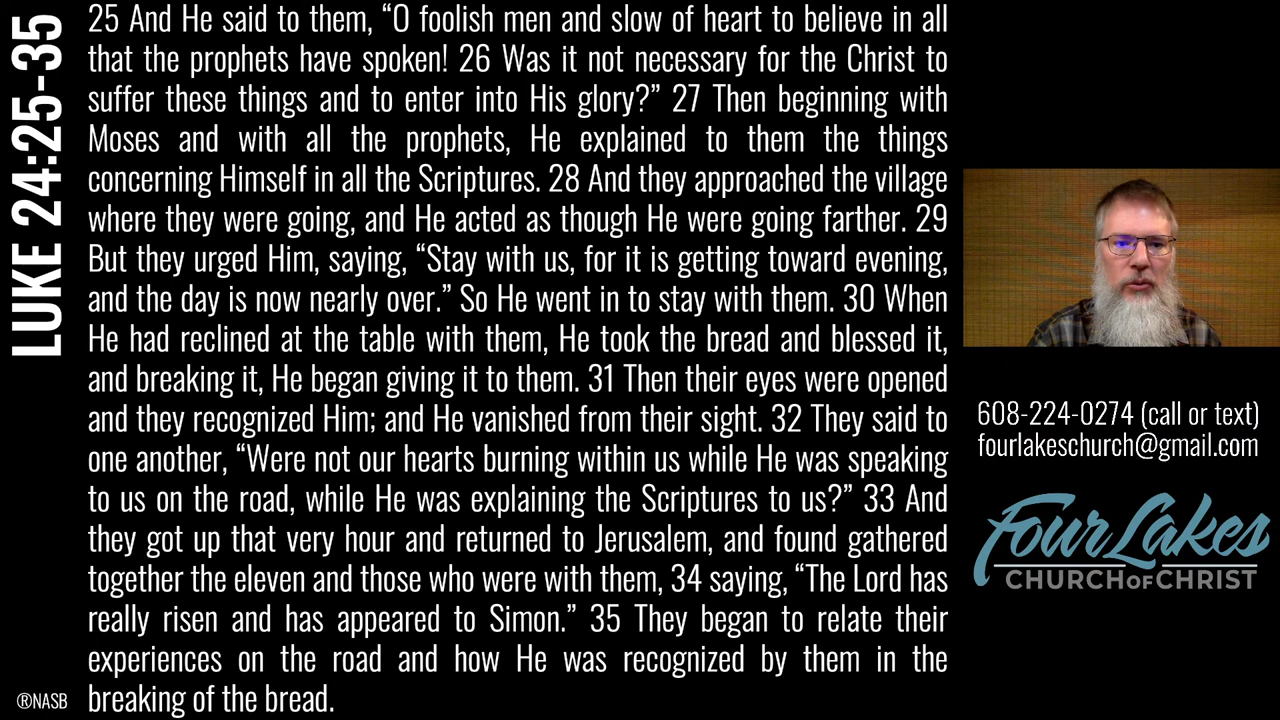 LUKE 24:25-35
25 And He said to them, “O foolish men and slow of heart to believe in all
that the prophets have spoken! 26 Was it not necessary for the Christ to
suffer these things and to enter into His glory?” 27 Then beginning with
Moses and with all the prophets, He explained to them the things
concerning Himself in all the Scriptures. 28 And they approached the village
where they were going, and He acted as though He were going farther. 29
But they urged Him, saying, “Stay with us, for it is getting toward evening,
and the day is now nearly over.” So He went in to stay with them. 30 When
He had reclined at the table with them, He took the bread and blessed it,
and breaking it, He began giving it to them. 31 Then their eyes were opened
and they recognized Him; and He vanished from their sight. 32 They said to
one another, “Were not our hearts burning within us while He was speaking
to us on the road, while He was explaining the Scriptures to us?” 33 And
they got up that very hour and returned to Jerusalem, and found gathered
together the eleven and those who were with them, 34 saying, “The Lord has
really risen and has appeared to Simon.” 35 They began to relate their
experiences on the road and how He was recognized by them in the
breaking of the bread.
®NASB
608-224-0274 (call or text)
fourlakeschurch@gmail.com
Four Lakes
CHURCH OF CHRIST